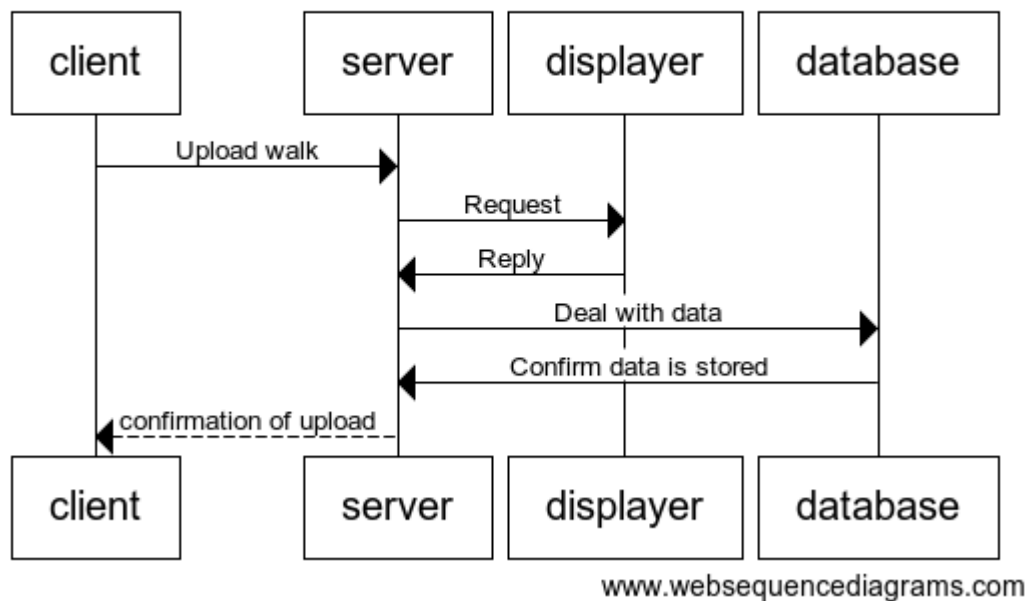 client server displayer database
Upload walk
Request
Reply
Deal with data
Confirm data is stored
confirmation of upload
client server displayer database
www.websequencediagrams.com